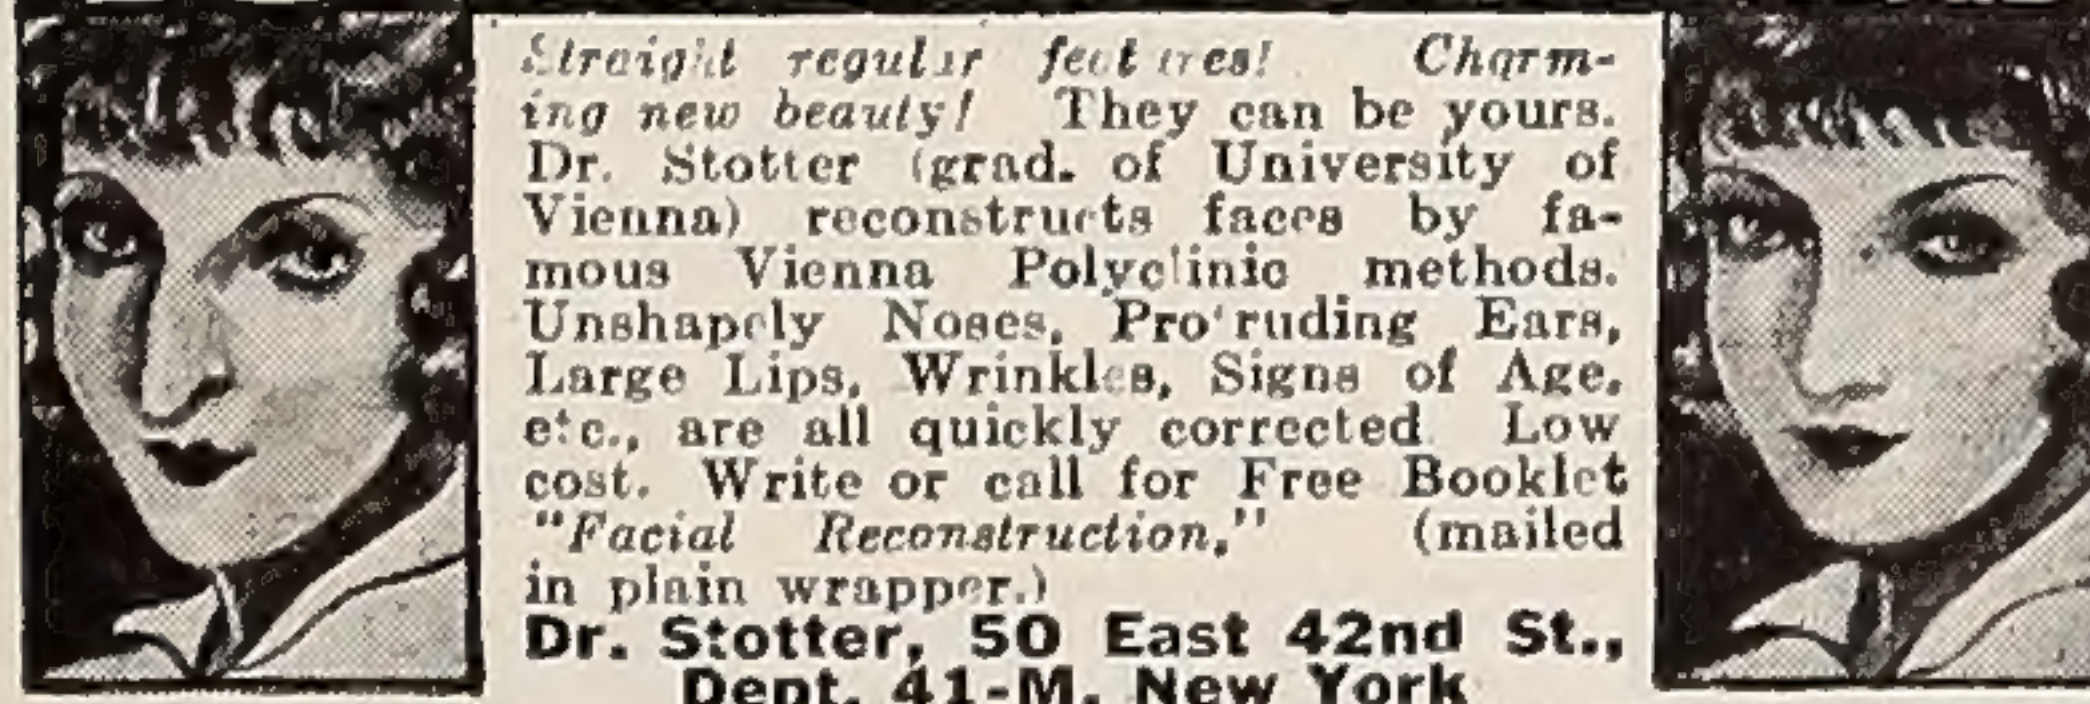 Straight regular features! Charm-
ing new beauty! They can be yours.
Dr. Stotter (grad. of University of
Vienna) reconstructs faces by fa-
mous Vienna Polyclinic methods.
Unshapely Noses, Protruding Ears,
Large Lips, Wrinkles, Signs of Age,
etc., are all quickly corrected. Low
cost. Write or call for Free Booklet
"Facial Reconstruction," (mailed
in plain wrapper.)
Dr. Stotter, 50 East 42nd St.,
Dept. 41-M, New York